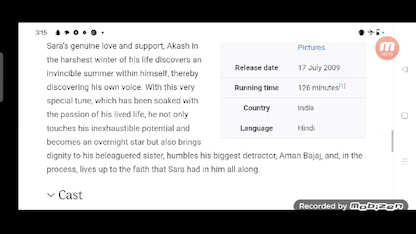 3:15
Sara's genuine love and support, Akash in
the harshest winter of his life discovers an
invincible summer within himself, thereby
discovering his own voice. With this very
special tune, which has been soaked with
the passion of his lived life, he not only
touches his inexhaustible potential and
becomes an overnight star but also brings
dignity to his beleaguered sister, humbles his biggest detractor, Aman Bajaj, and, in the
process, lives up to the faith that Sara had in him all along.
Pictures
Release date 17 July 2009
Running time 126 minutes[1]
Country India
Language Hindi
Cast
Recorded by Mobizen